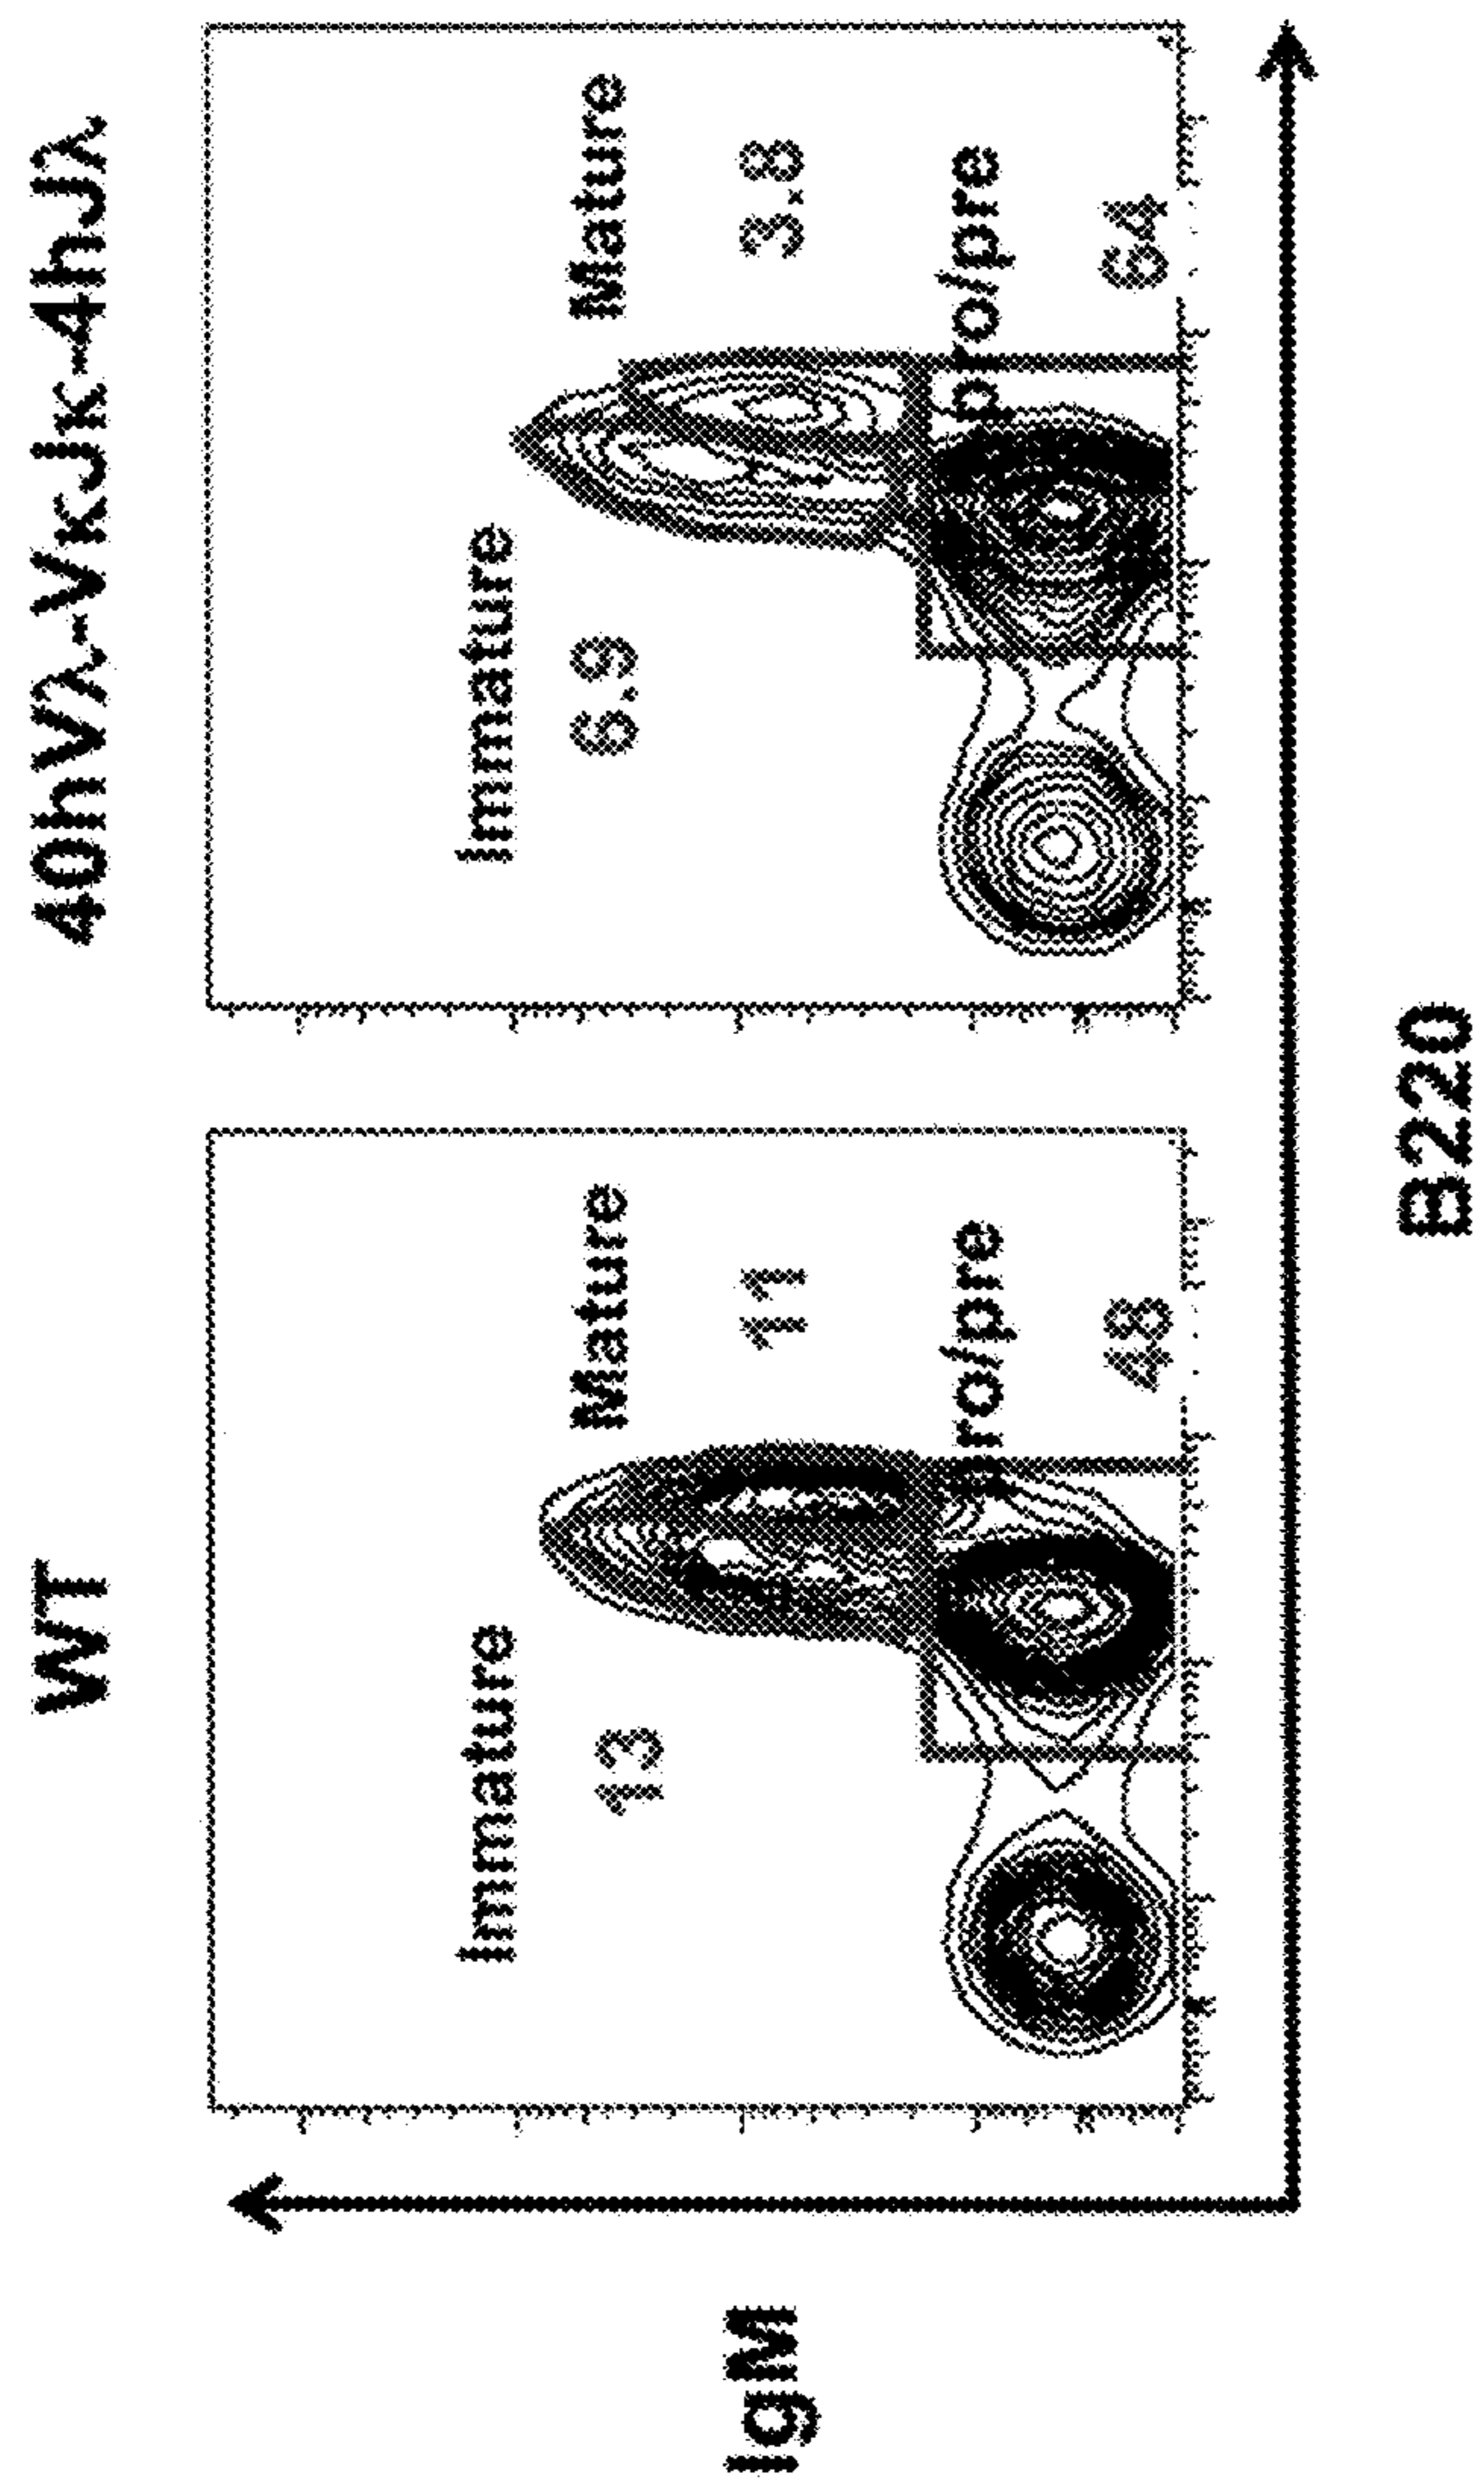 WT
40hVλ-VκJκ-4hJλ
IgM
Immature
13
Mature
11
pro/pre
48
Immature
6.9
Mature
3.8
pro/pre
64
B220